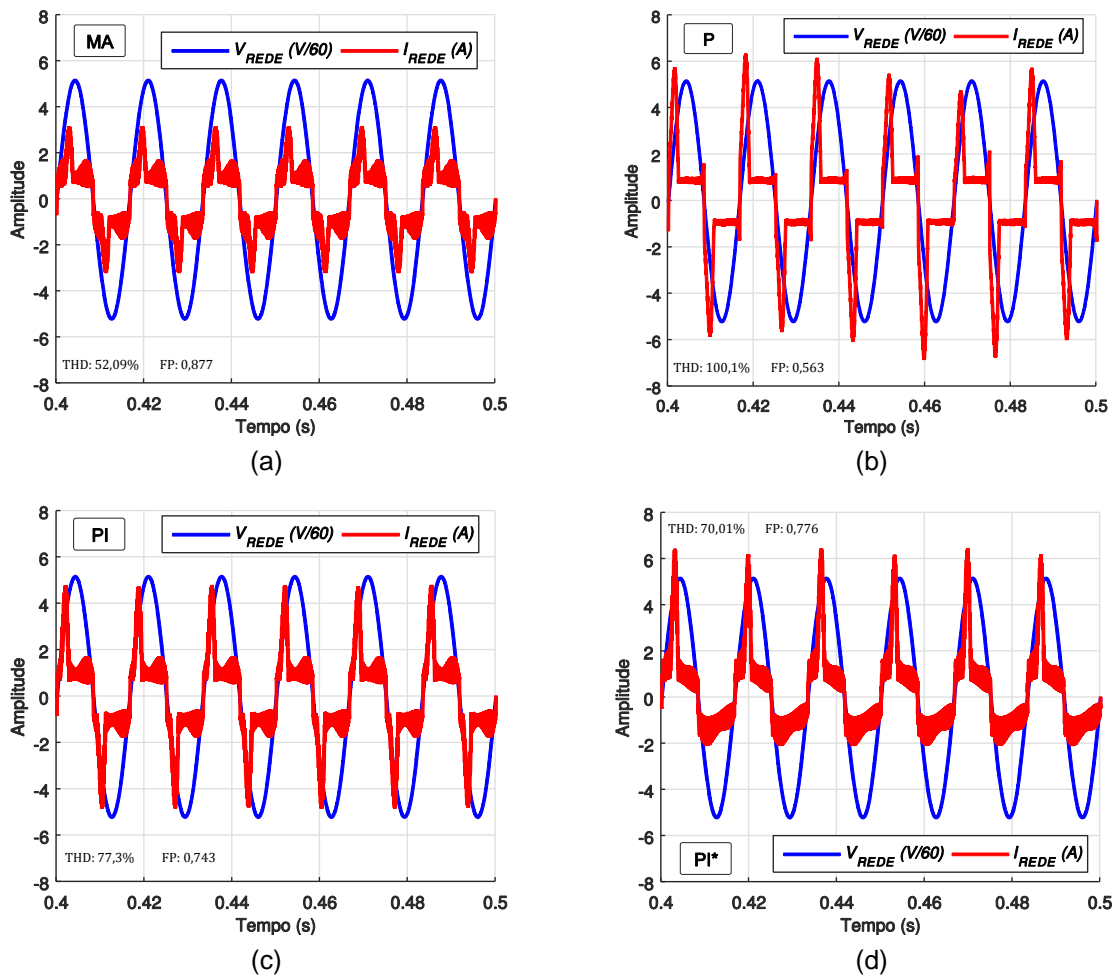 MA
V_REDE (V/60) I_REDE (A)
8
6
4
2
0
-2
-4
-6
-8
Amplitude
THD: 52,09% FP: 0,877
0.4 0.42 0.44 0.46 0.48 0.5
Tempo (s)
(a)
P
V_REDE (V/60) I_REDE (A)
8
6
4
2
0
-2
-4
-6
-8
Amplitude
THD: 100,1% FP: 0,563
0.4 0.42 0.44 0.46 0.48 0.5
Tempo (s)
(b)
PI
V_REDE (V/60) I_REDE (A)
8
6
4
2
0
-2
-4
-6
-8
Amplitude
THD: 77,3% FP: 0,743
0.4 0.42 0.44 0.46 0.48 0.5
Tempo (s)
(c)
THD: 70,01% FP: 0,776
8
6
4
2
0
-2
-4
-6
-8
Amplitude
PI*
V_REDE (V/60) I_REDE (A)
0.4 0.42 0.44 0.46 0.48 0.5
Tempo (s)
(d)